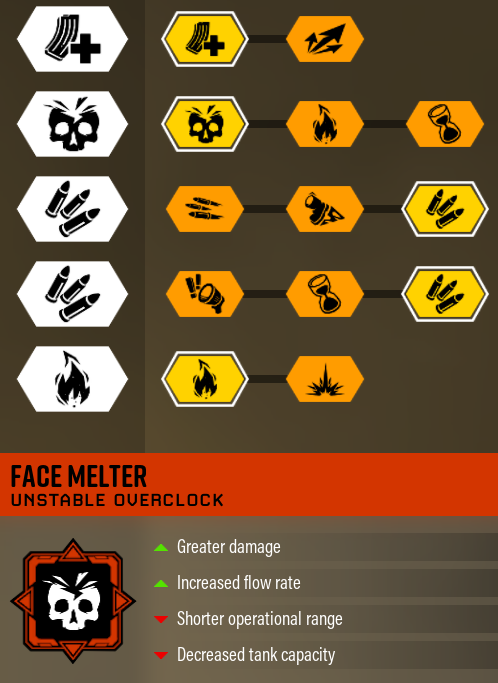 FACE MELTER
UNSTABLE OVERCLOCK
Greater damage
Increased flow rate
Shorter operational range
Decreased tank capacity